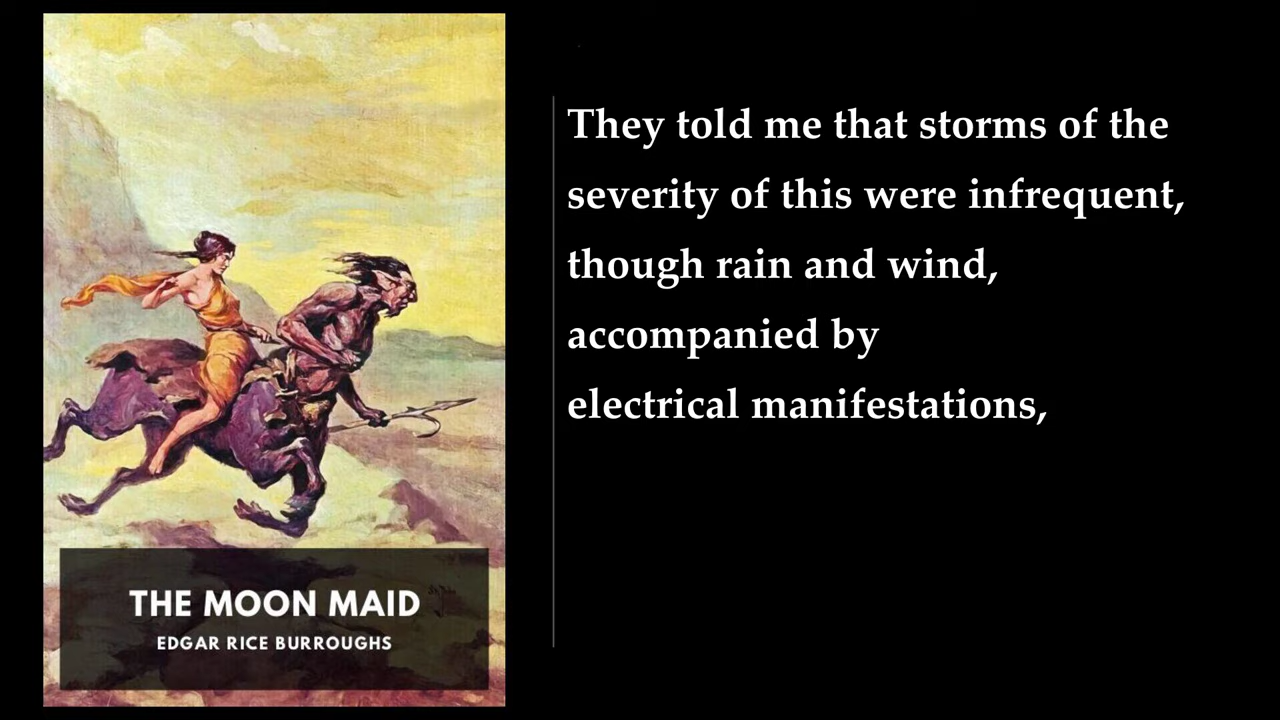 THE MOON MAID
EDGAR RICE BURROUGHS
They told me that storms of the
severity of this were infrequent,
though rain and wind,
accompanied by
electrical manifestations,